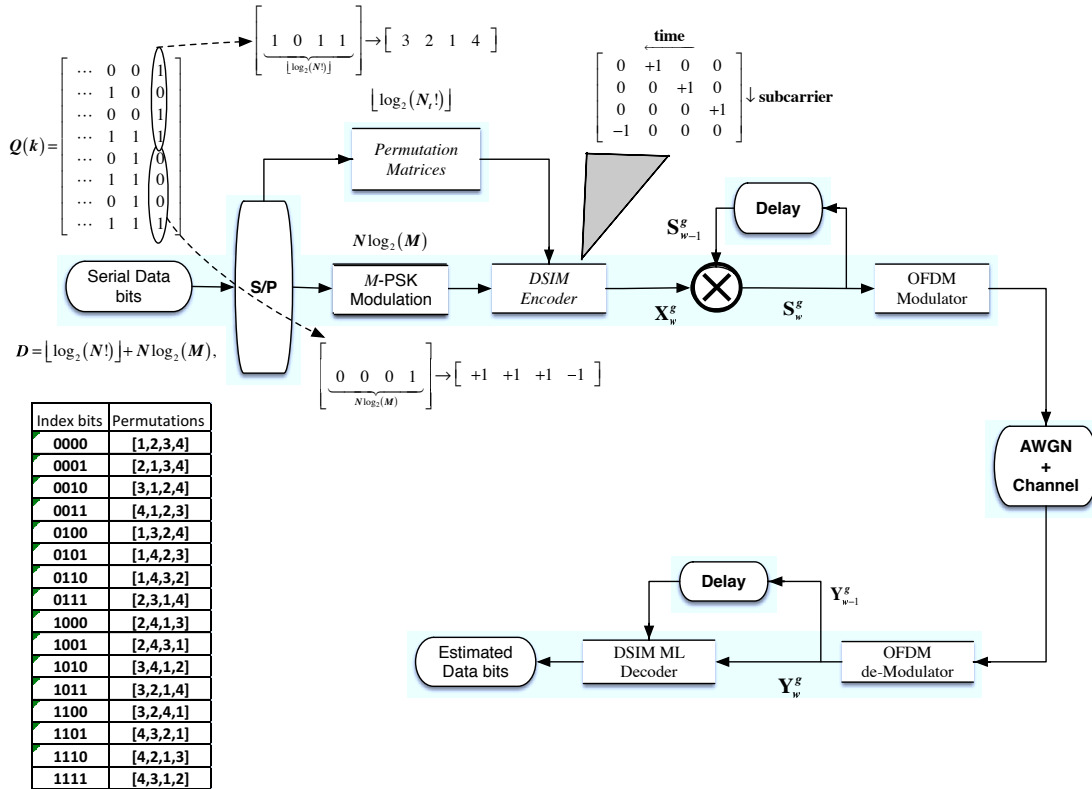 [ 1 0 1 1 ] → [ 3 2 1 4 ]
⌊log₂(N!)⌋
time
←
[ 0 +1 0 0
0 0 +1 0
0 0 0 +1
−1 0 0 0 ]
↓ subcarrier
Q(k) =
[ ⋯ 0 0 1
⋯ 1 0 0
⋯ 0 0 1
⋯ 1 1 1
⋯ 0 1 0
⋯ 1 1 0
⋯ 0 1 0
⋯ 1 1 1 ]
⌊log₂(Nₜ!)⌋
Permutation
Matrices
Delay
S^g_{w−1}
N log₂(M)
Serial Data
bits
S/P
M-PSK
Modulation
DSIM
Encoder
X^g_w
S^g_w
OFDM
Modulator
D = ⌊log₂(N!)⌋ + N log₂(M),
[ 0 0 0 1 ] → [ +1 +1 +1 −1 ]
N log₂(M)
AWGN
+
Channel
Delay
Y^g_{w−1}
Estimated
Data bits
DSIM ML
Decoder
Y^g_w
OFDM
de-Modulator
Index bits Permutations
0000 [1,2,3,4]
0001 [2,1,3,4]
0010 [3,1,2,4]
0011 [4,1,2,3]
0100 [1,3,2,4]
0101 [1,4,2,3]
0110 [1,4,3,2]
0111 [2,3,1,4]
1000 [2,4,1,3]
1001 [2,4,3,1]
1010 [3,4,1,2]
1011 [3,2,1,4]
1100 [3,2,4,1]
1101 [4,3,2,1]
1110 [4,2,1,3]
1111 [4,3,1,2]